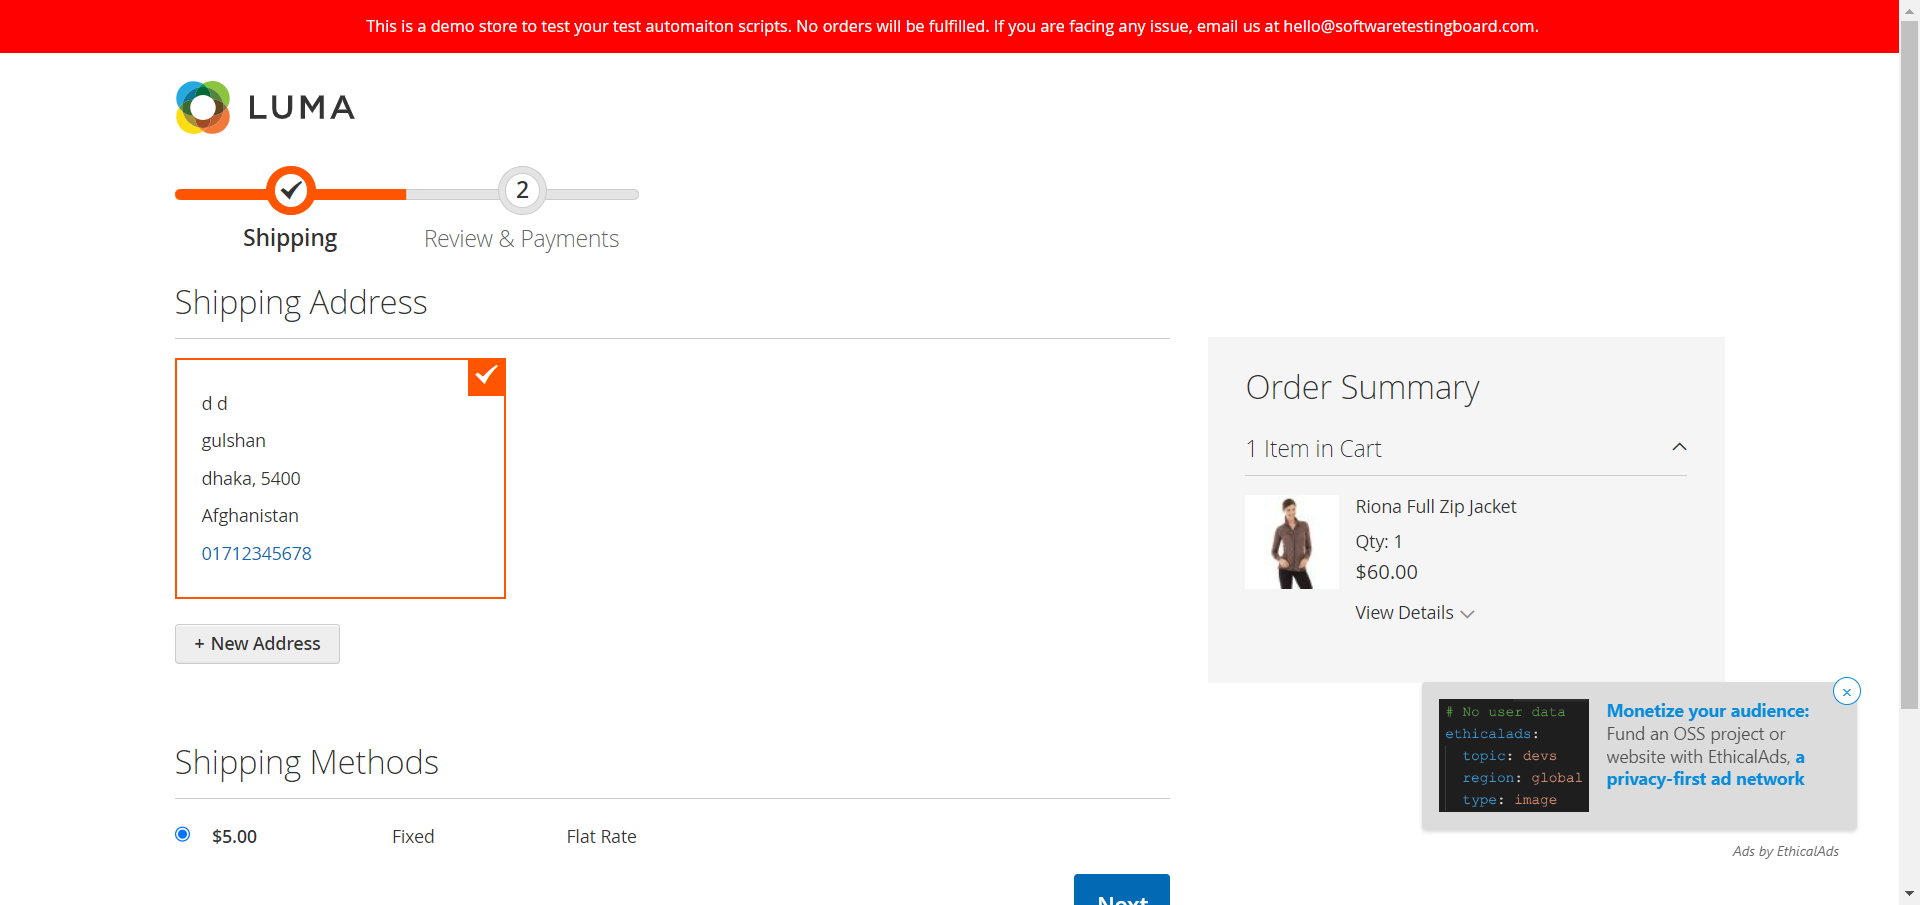 This is a demo store to test your test automaiton scripts. No orders will be fulfilled. If you are facing any issue, email us at hello@softwaretestingboard.com.
LUMA
2
Shipping
Review & Payments
Shipping Address
d d
gulshan
dhaka, 5400
Afghanistan
01712345678
+ New Address
Order Summary
1 Item in Cart
Riona Full Zip Jacket
Qty: 1
$60.00
View Details
# No user data
ethicalads:
topic: devs
region: global
type: image
Monetize your audience:
Fund an OSS project or
website with EthicalAds, a
privacy-first ad network
Ads by EthicalAds
Shipping Methods
$5.00 Fixed Flat Rate
Next